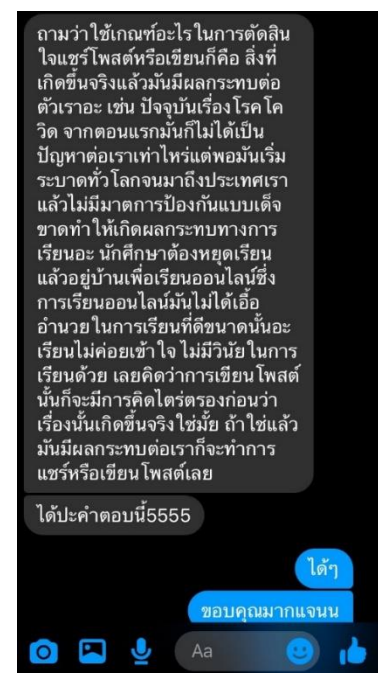 ถามว่าใช้เกณฑ์อะไรในการตัดสิน
ใจแชร์โพสต์หรือเขียนก็คือ สิ่งที่
เกิดขึ้นจริงแล้วมันมีผลกระทบต่อ
ตัวเราอะ เช่น ปัจจุบันเรื่องโรคโค
วิด จากตอนแรกมันก็ไม่ได้เป็น
ปัญหาต่อเราเท่าไหร่แต่พอมันเริ่ม
ระบาดทั่วโลกจนมาถึงประเทศเรา
แล้วไม่มีมาตการป้องกันแบบเด็จ
ขาดทำให้เกิดผลกระทบทางการ
เรียนอะ นักศึกษาต้องหยุดเรียน
แล้วอยู่บ้านเพื่อเรียนออนไลน์ซึ่ง
การเรียนออนไลน์มันไม่ได้เอื้อ
อำนวยในการเรียนที่ดีขนาดนั้นอะ
เรียนไม่ค่อยเข้าใจ ไม่มีวินัยในการ
เรียนด้วย เลยคิดว่าการเขียนโพสต์
นั้นก็จะมีการคิดไตร่ตรองก่อนว่า
เรื่องนั้นเกิดขึ้นจริงใช่มั้ย ถ้าใช่แล้ว
มันมีผลกระทบต่อเราก็จะทำการ
แชร์หรือเขียนโพสต์เลย
ได้ปะคำตอบนี้5555
ได้ๆ
ขอบคุณมากแจนน
Aa